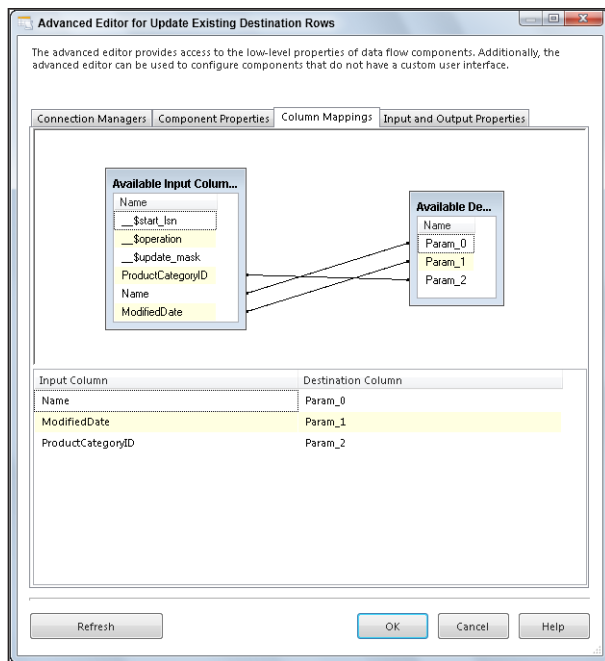 Advanced Editor for Update Existing Destination Rows
The advanced editor provides access to the low-level properties of data flow components. Additionally, the
advanced editor can be used to configure components that do not have a custom user interface.
Connection Managers Component Properties Column Mappings Input and Output Properties
Available Input Colum...
Name
__$start_lsn
__$operation
__$update_mask
ProductCategoryID
Name
ModifiedDate
Available De...
Name
Param_0
Param_1
Param_2
Input Column Destination Column
Name Param_0
ModifiedDate Param_1
ProductCategoryID Param_2
Refresh OK Cancel Help